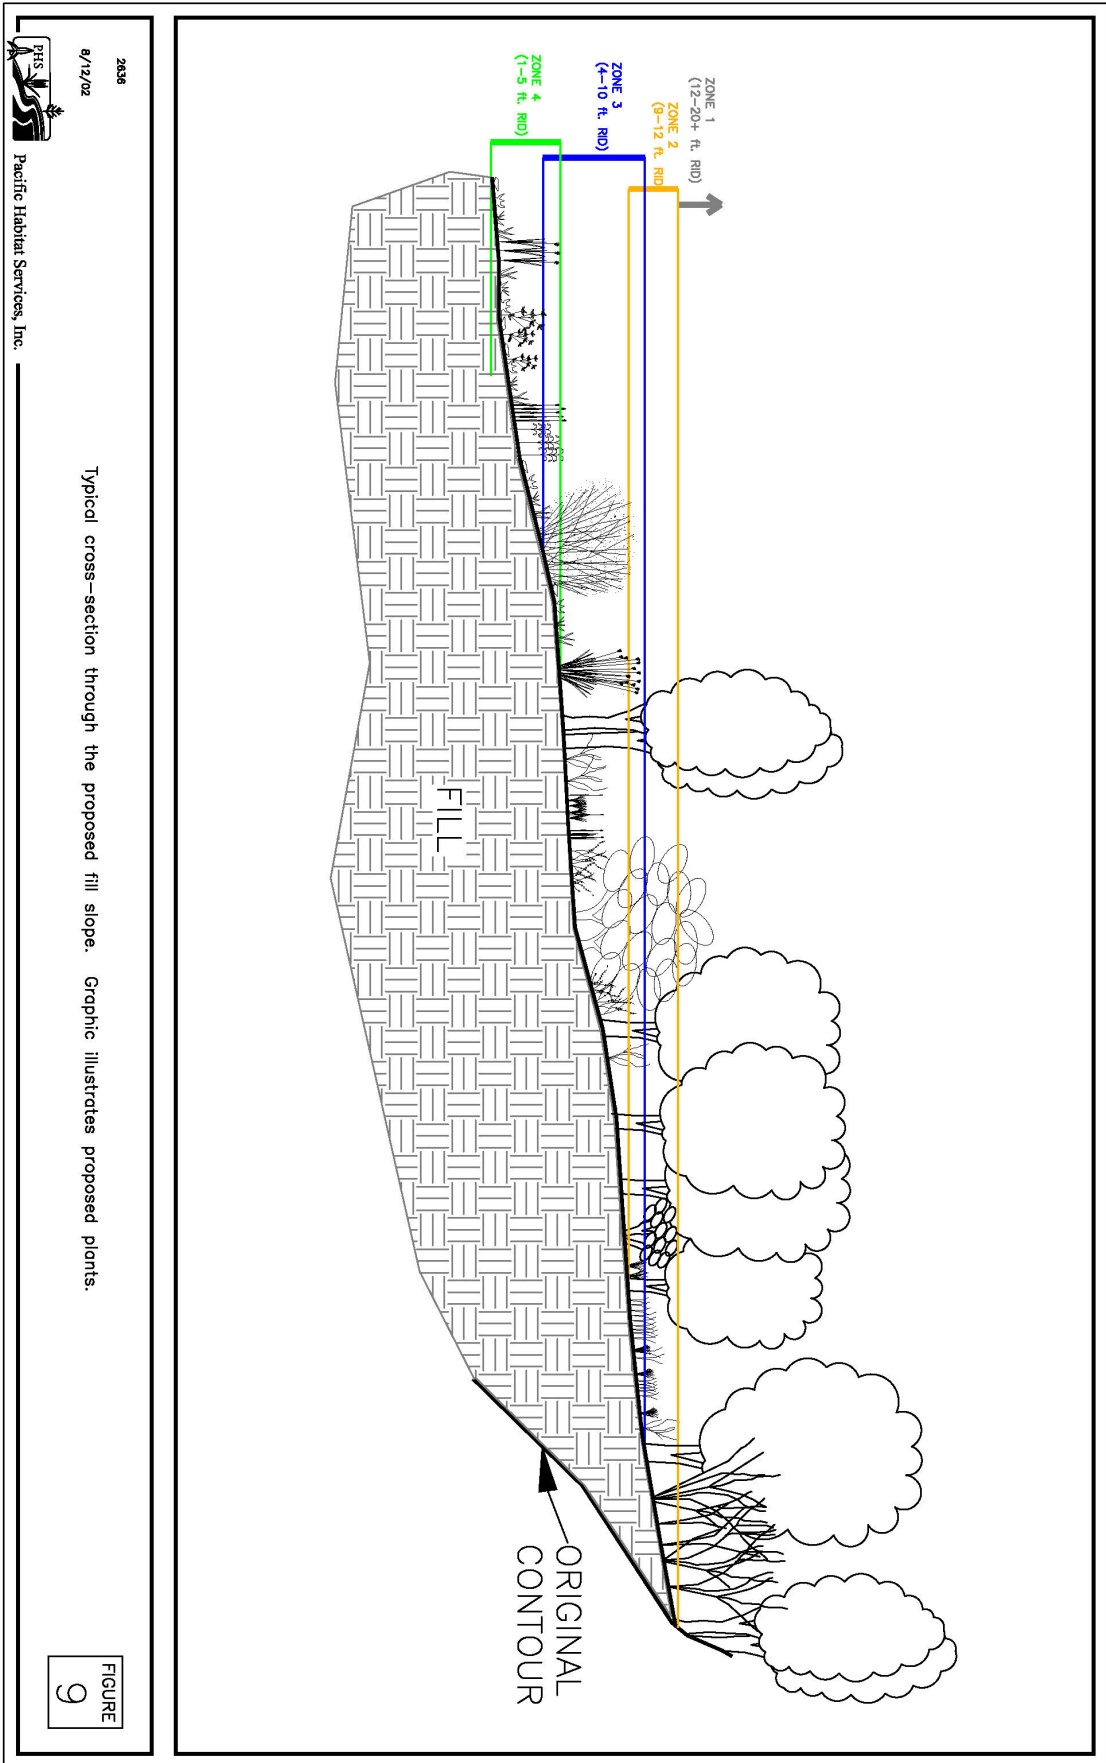 ZONE 1
(12-20+ ft. RID)
ZONE 2
(9-12 ft. RID
ZONE 3
(4-10 ft. RID)
ZONE 4
(1-5 ft. RID)
FILL
ORIGINAL
CONTOUR
2636
8/12/02
Typical cross-section through the proposed fill slope. Graphic illustrates proposed plants.
FIGURE
9
PHS
Pacific Habitat Services, Inc.